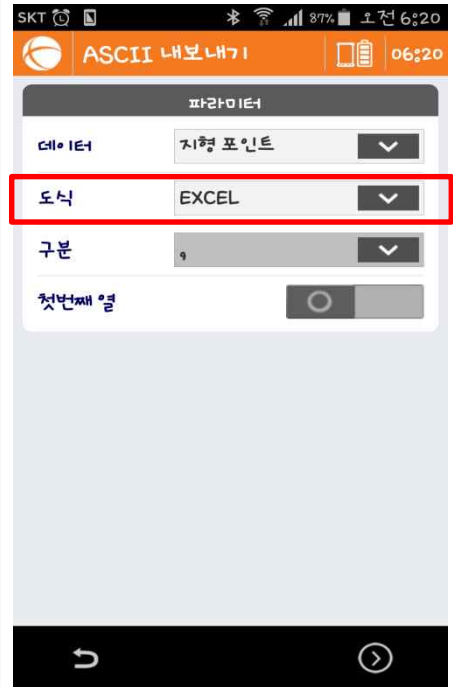 SKT 87% 오전 6:20
ASCII 내보내기 06:20
파라미터
데이터 지형 포인트
도식 EXCEL
구분 ,
첫번째 열